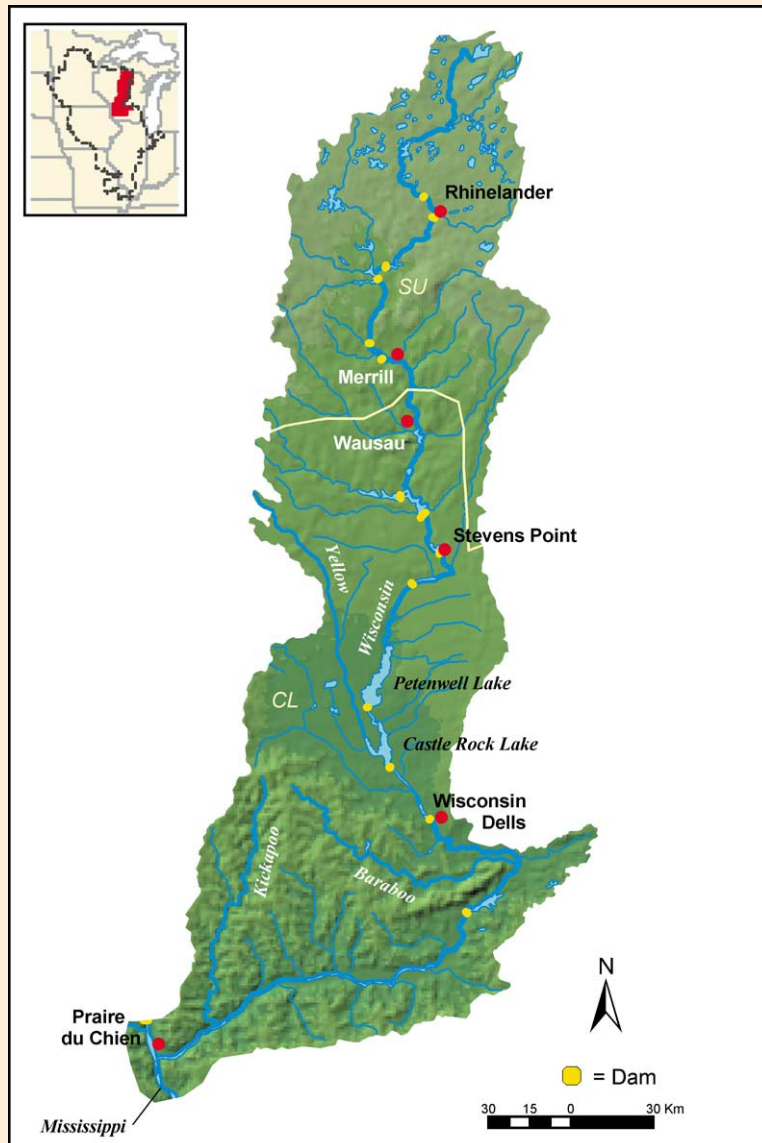 Rhinelander
SU
Merrill
Wausau
Stevens Point
Yellow
Wisconsin
Petenwell Lake
CL
Castle Rock Lake
Wisconsin
Dells
Kickapoo
Baraboo
N
Praire
du Chien
= Dam
Mississippi
30 15 0 30 Km